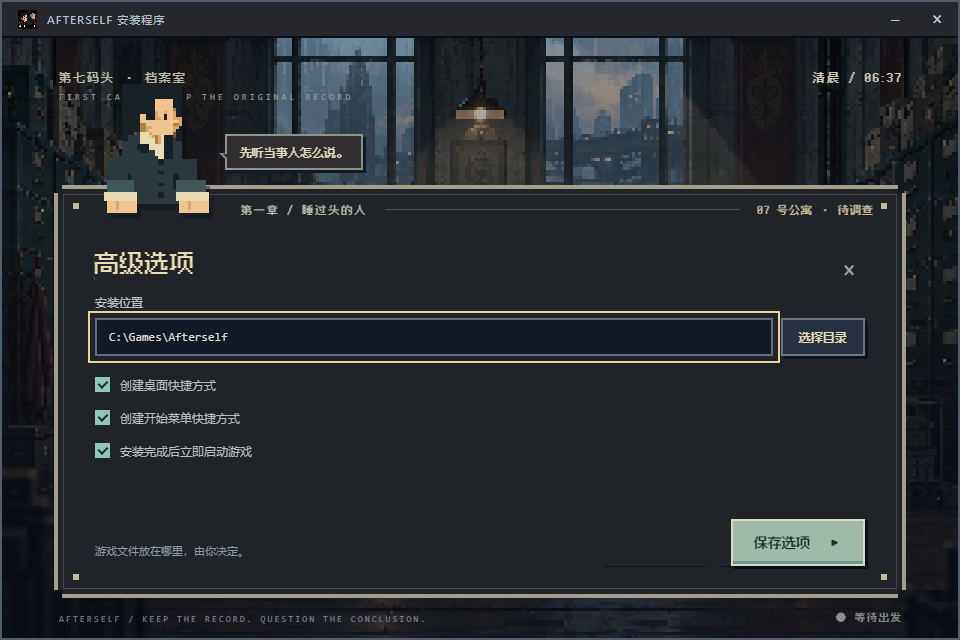 AFTERSELF 安装程序
第七码头 · 档案室
清晨 / 06:37
FIRST CA P THE ORIGINAL RECORD
先听当事人怎么说。
第一章 / 睡过头的人
07 号公寓 · 待调查
高级选项
安装位置
C:\Games\Afterself
选择目录
创建桌面快捷方式
创建开始菜单快捷方式
安装完成后立即启动游戏
游戏文件放在哪里，由你决定。
保存选项
AFTERSELF / KEEP THE RECORD. QUESTION THE CONCLUSION.
等待出发